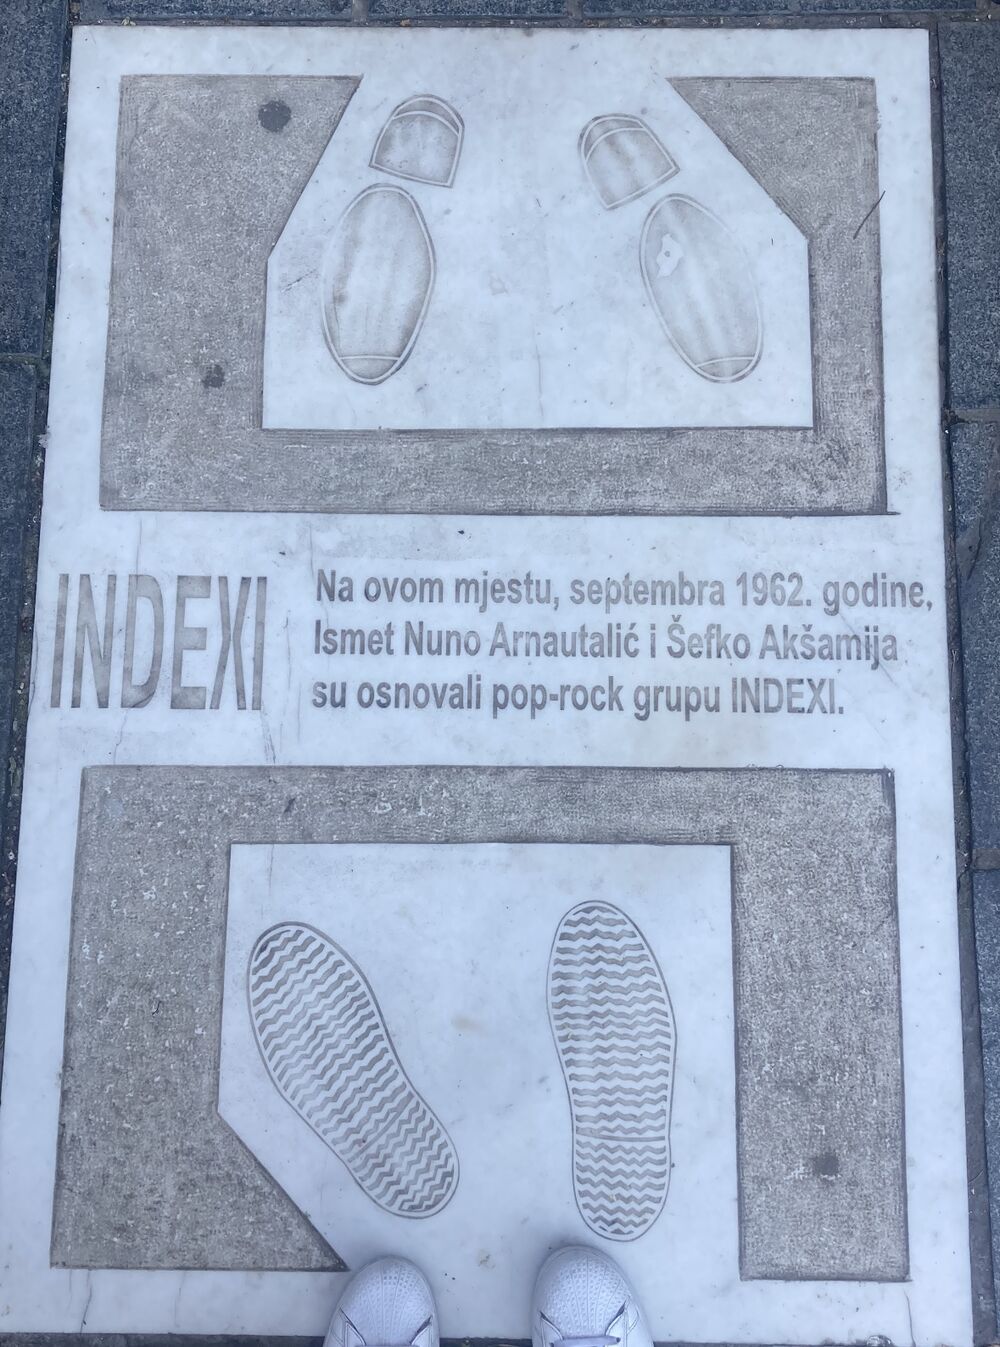 INDEXI
Na ovom mjestu, septembra 1962. godine,
Ismet Nuno Arnautalić i Šefko Akšamija
su osnovali pop-rock grupu INDEXI.